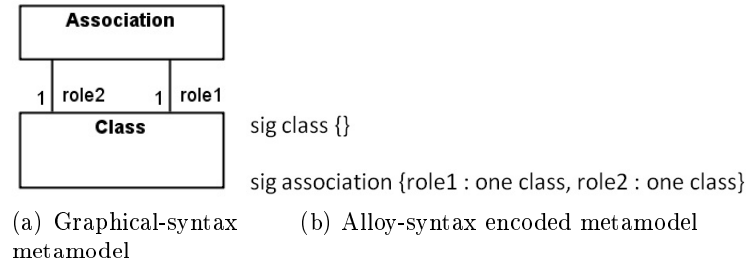 Association
1 role2 1 role1
Class
sig class {}
sig association {role1 : one class, role2 : one class}
(a) Graphical-syntax metamodel
(b) Alloy-syntax encoded metamodel